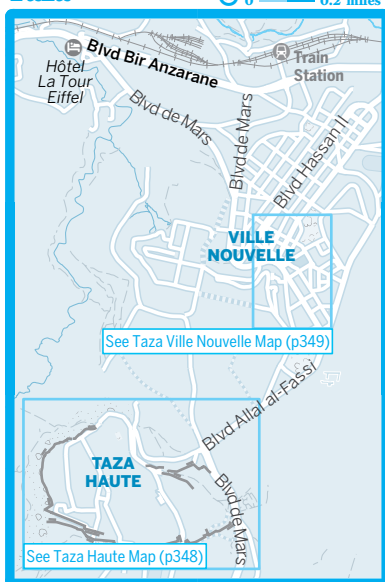 0 0.2 miles
Blvd Bir Anzarane
Train
Station
Hôtel
La Tour
Eiffel
Blvd de Mars
Blvd de Mars
Blvd Hassan II
VILLE
NOUVELLE
See Taza Ville Nouvelle Map (p349)
Blvd Allal al-Fassi
TAZA
HAUTE
Blvd de Mars
See Taza Haute Map (p348)